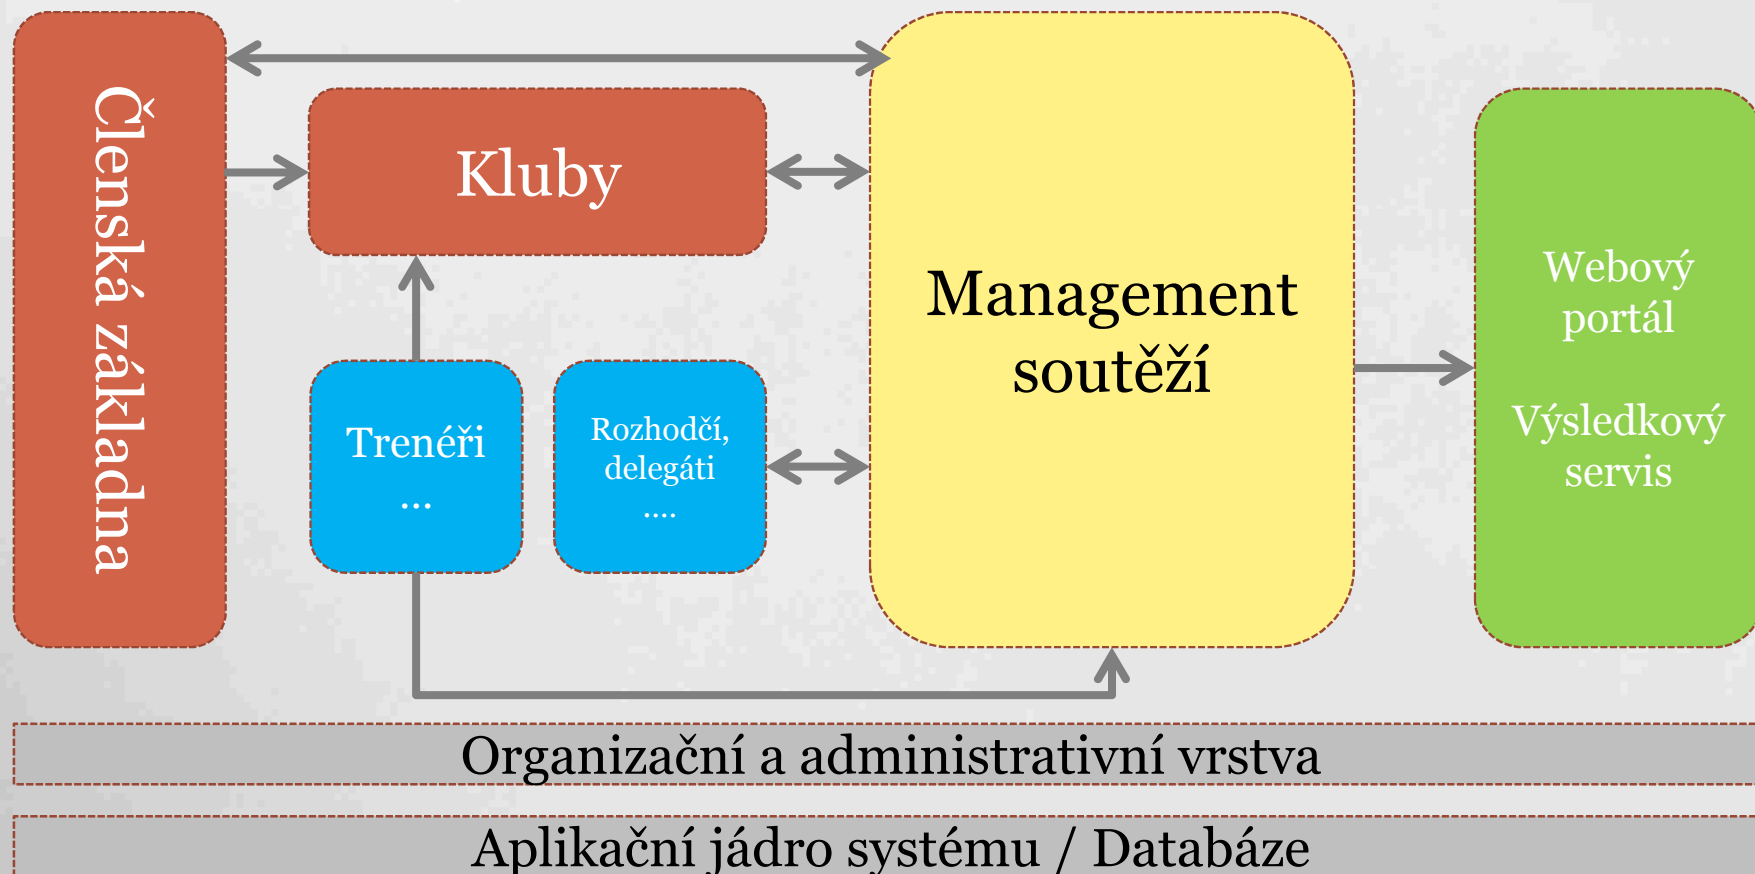 Členská základna
Kluby
Trenéři
...
Rozhodčí,
delegáti
....
Management
soutěží
Webový
portál
Výsledkový
servis
Organizační a administrativní vrstva
Aplikační jádro systému / Databáze